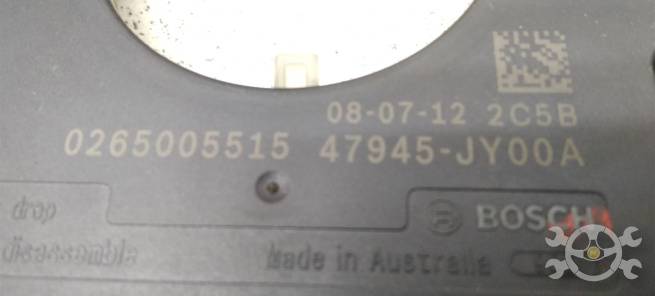 08-07-12 2C5B
0265005515 47945-JY00A
drop
BOSCH
disassemble
Made in Australia